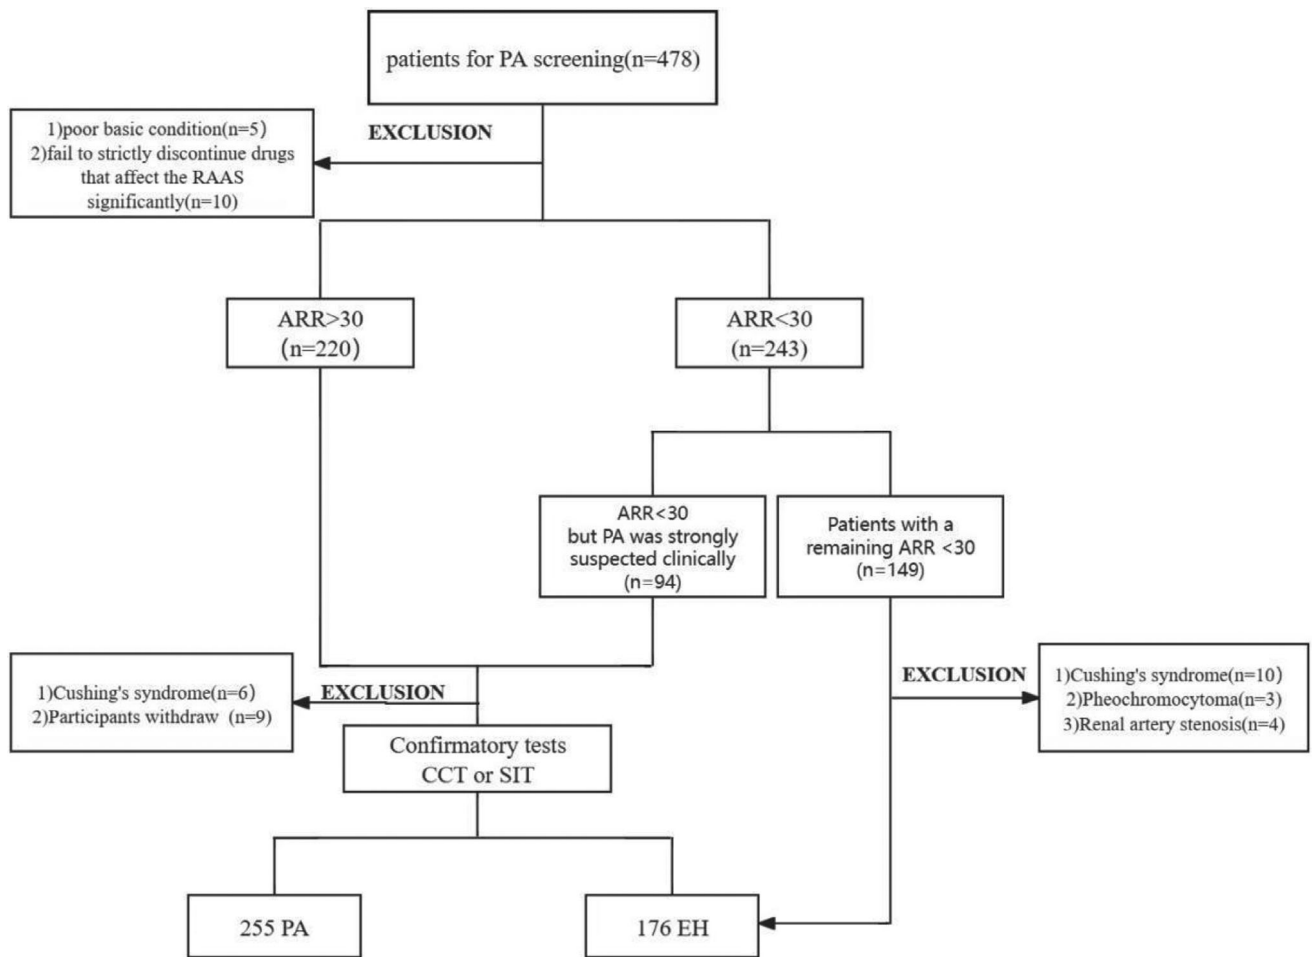 patients for PA screening(n=478)
1)poor basic condition(n=5)
2)fail to strictly discontinue drugs
that affect the RAAS
significantly(n=10)
EXCLUSION
ARR>30
(n=220)
ARR<30
(n=243)
ARR<30
but PA was strongly
suspected clinically
(n=94)
Patients with a
remaining ARR <30
(n=149)
1)Cushing's syndrome(n=6)
2)Participants withdraw (n=9)
EXCLUSION
EXCLUSION
1)Cushing's syndrome(n=10)
2)Pheochromocytoma(n=3)
3)Renal artery stenosis(n=4)
Confirmatory tests
CCT or SIT
255 PA
176 EH